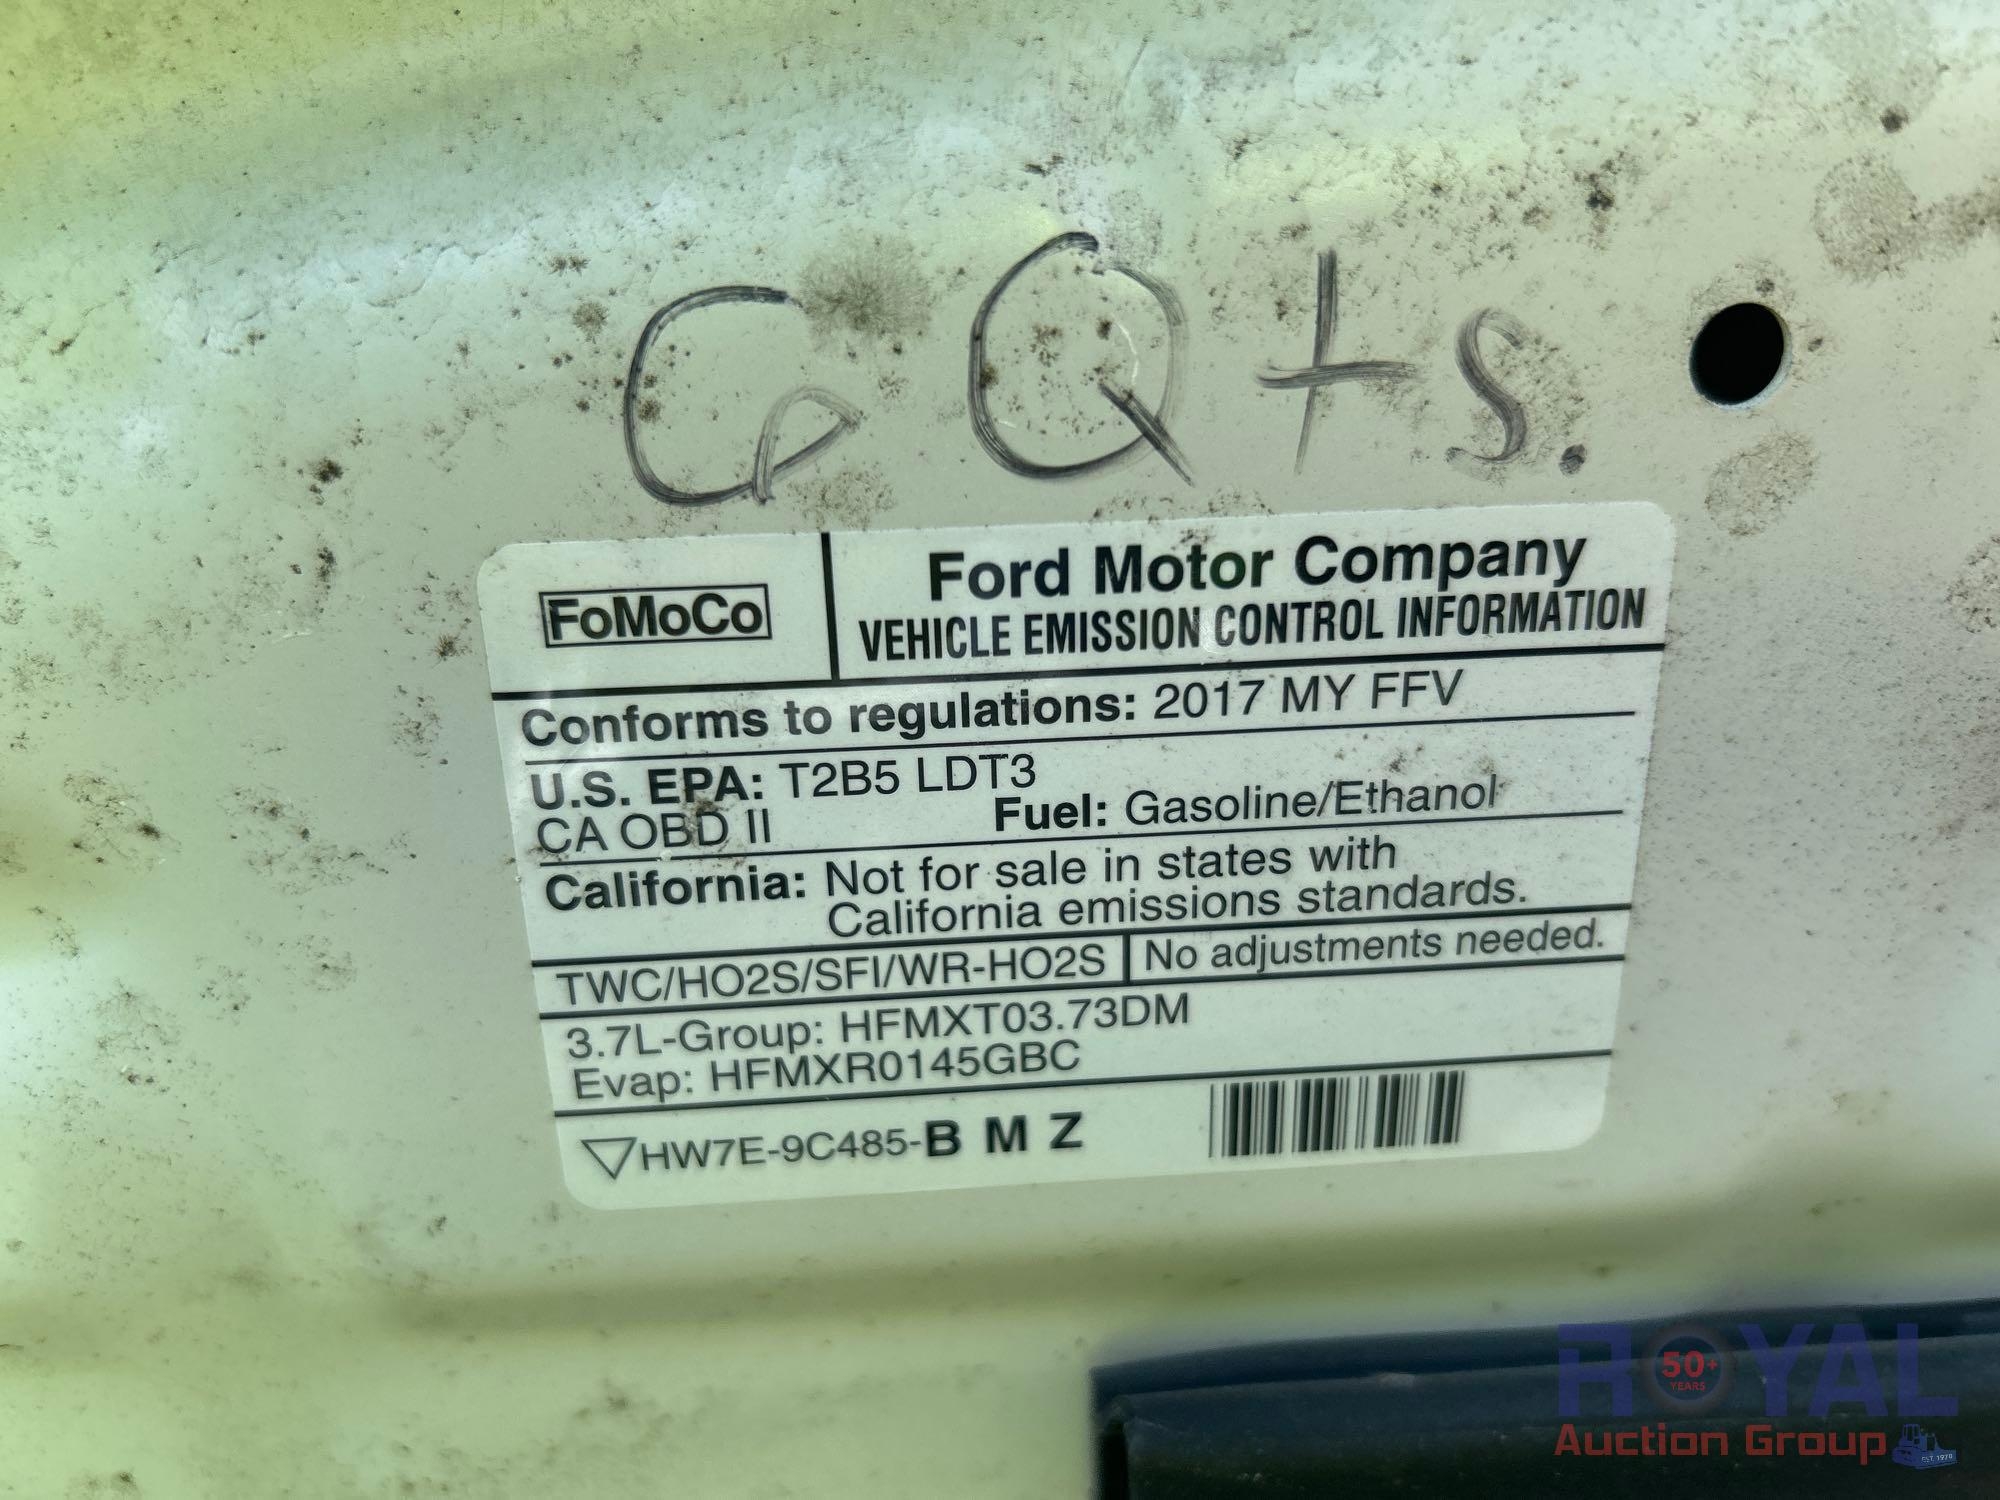 6 Qts.
FoMoCo
Ford Motor Company
VEHICLE EMISSION CONTROL INFORMATION
Conforms to regulations: 2017 MY FFV
U.S. EPA: T2B5 LDT3
CA OBD II Fuel: Gasoline/Ethanol
California: Not for sale in states with
California emissions standards.
TWC/HO2S/SFI/WR-HO2S No adjustments needed.
3.7L-Group: HFMXT03.73DM
Evap: HFMXR0145GBC
HW7E-9C485-B M Z
ROYAL
50+
YEARS
Auction Group
EST. 1970